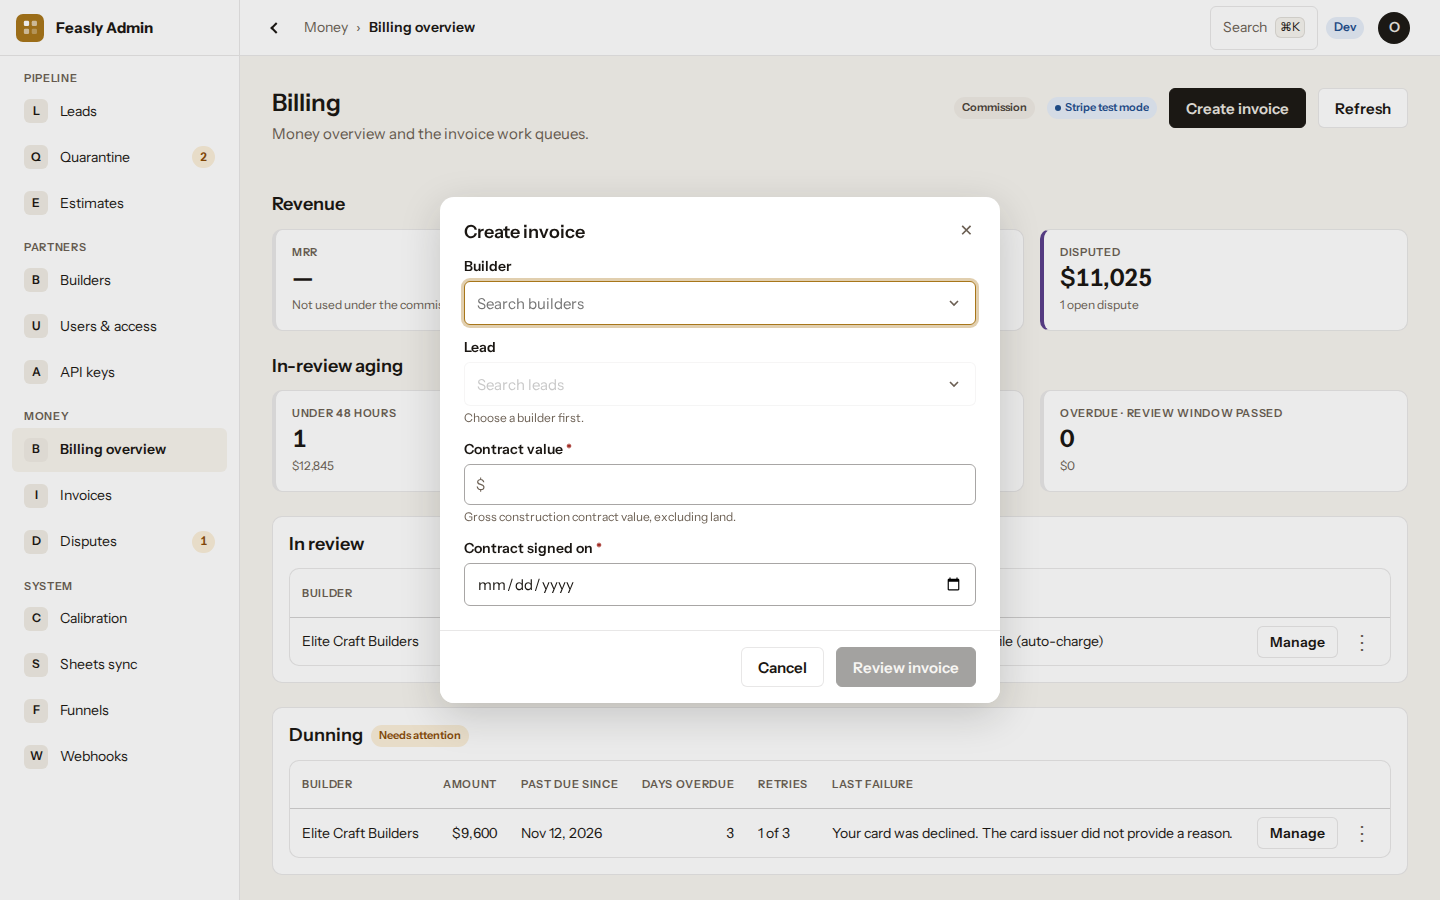 Feasly Admin
Money › Billing overview
Search ⌘K
Dev
O
PIPELINE
L Leads
Q Quarantine 2
E Estimates
PARTNERS
B Builders
U Users & access
A API keys
MONEY
B Billing overview
I Invoices
D Disputes 1
SYSTEM
C Calibration
S Sheets sync
F Funnels
W Webhooks
Billing
Money overview and the invoice work queues.
Commission
Stripe test mode
Create invoice
Refresh
Revenue
MRR
—
Not used under the commis
DISPUTED
$11,025
1 open dispute
In-review aging
UNDER 48 HOURS
1
$12,845
OVERDUE · REVIEW WINDOW PASSED
0
$0
In review
BUILDER
Elite Craft Builders
ile (auto-charge)
Manage
Create invoice
Builder
Search builders
Lead
Search leads
Choose a builder first.
Contract value *
$
Gross construction contract value, excluding land.
Contract signed on *
mm/dd/yyyy
Cancel
Review invoice
Dunning Needs attention
BUILDER AMOUNT PAST DUE SINCE DAYS OVERDUE RETRIES LAST FAILURE
Elite Craft Builders $9,600 Nov 12, 2026 3 1 of 3 Your card was declined. The card issuer did not provide a reason. Manage